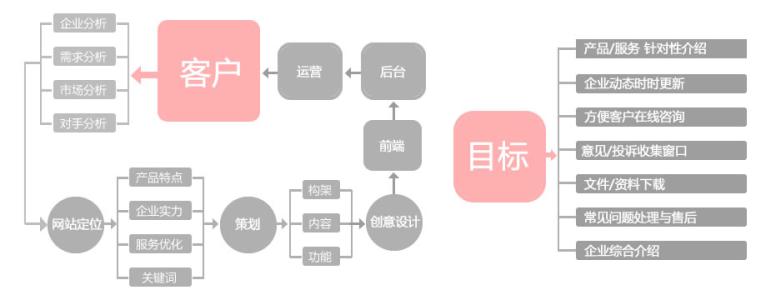 企业分析
需求分析
市场分析
对手分析
客户
运营
后台
前端
网站定位
产品特点
企业实力
服务优化
关键词
策划
构架
内容
功能
创意设计
目标
产品/服务 针对性介绍
企业动态时时更新
方便客户在线咨询
意见/投诉收集窗口
文件/资料下载
常见问题处理与售后
企业综合介绍